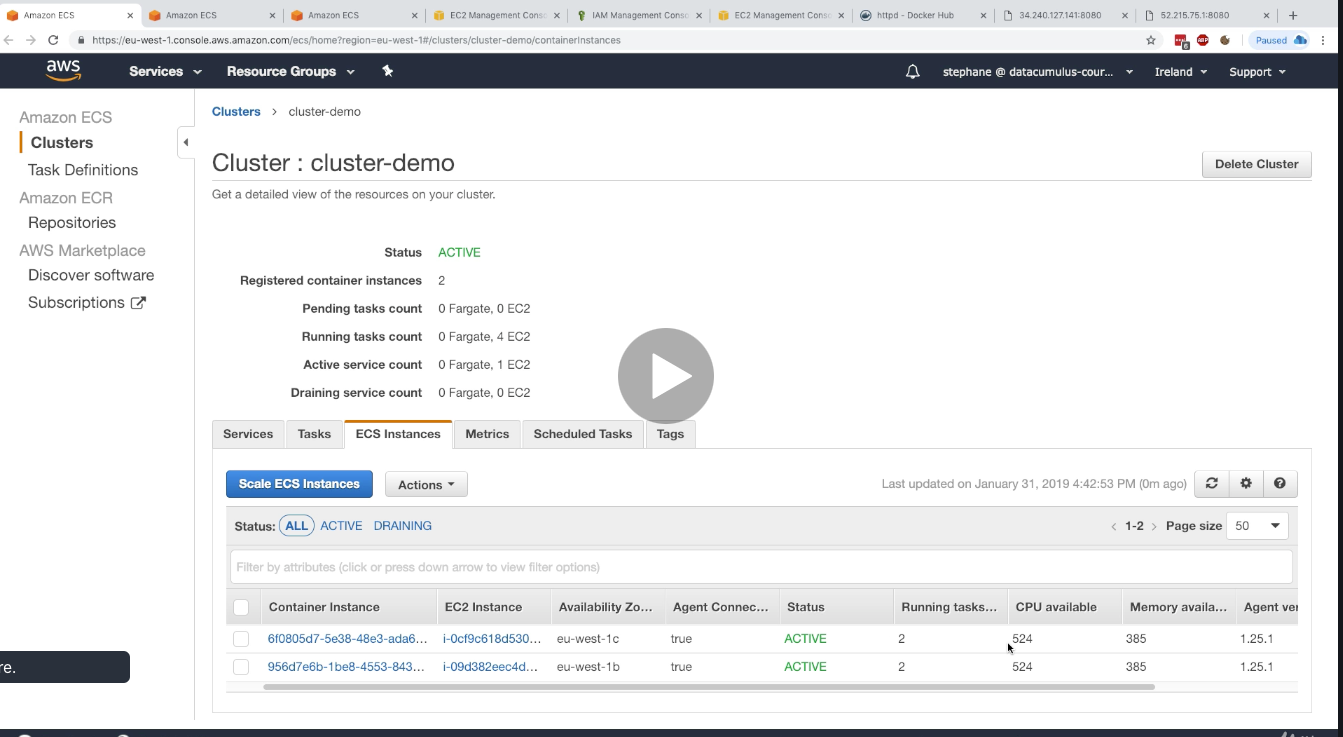 Amazon ECS
Amazon ECS
Amazon ECS
EC2 Management Cons
IAM Management Cons
EC2 Management Cons
httpd - Docker Hub
34.240.127.141:8080
52.215.75.1:8080
https://eu-west-1.console.aws.amazon.com/ecs/home?region=eu-west-1#/clusters/cluster-demo/containerInstances
6
ABP
Paused
aws
Services
Resource Groups
stephane @ datacumulus-cour...
Ireland
Support
Amazon ECS
Clusters
Task Definitions
Amazon ECR
Repositories
AWS Marketplace
Discover software
Subscriptions
Clusters > cluster-demo
Cluster : cluster-demo
Delete Cluster
Get a detailed view of the resources on your cluster.
Status ACTIVE
Registered container instances 2
Pending tasks count 0 Fargate, 0 EC2
Running tasks count 0 Fargate, 4 EC2
Active service count 0 Fargate, 1 EC2
Draining service count 0 Fargate, 0 EC2
Services Tasks ECS Instances Metrics Scheduled Tasks Tags
Scale ECS Instances Actions Last updated on January 31, 2019 4:42:53 PM (0m ago)
Status: ALL ACTIVE DRAINING < 1-2 > Page size 50
Filter by attributes (click or press down arrow to view filter options)
Container Instance EC2 Instance Availability Zo... Agent Connec... Status Running tasks... CPU available Memory availa... Agent ver
6f0805d7-5e38-48e3-ada6... i-0cf9c618d530... eu-west-1c true ACTIVE 2 524 385 1.25.1
956d7e6b-1be8-4553-843... i-09d382eec4d... eu-west-1b true ACTIVE 2 524 385 1.25.1
re.